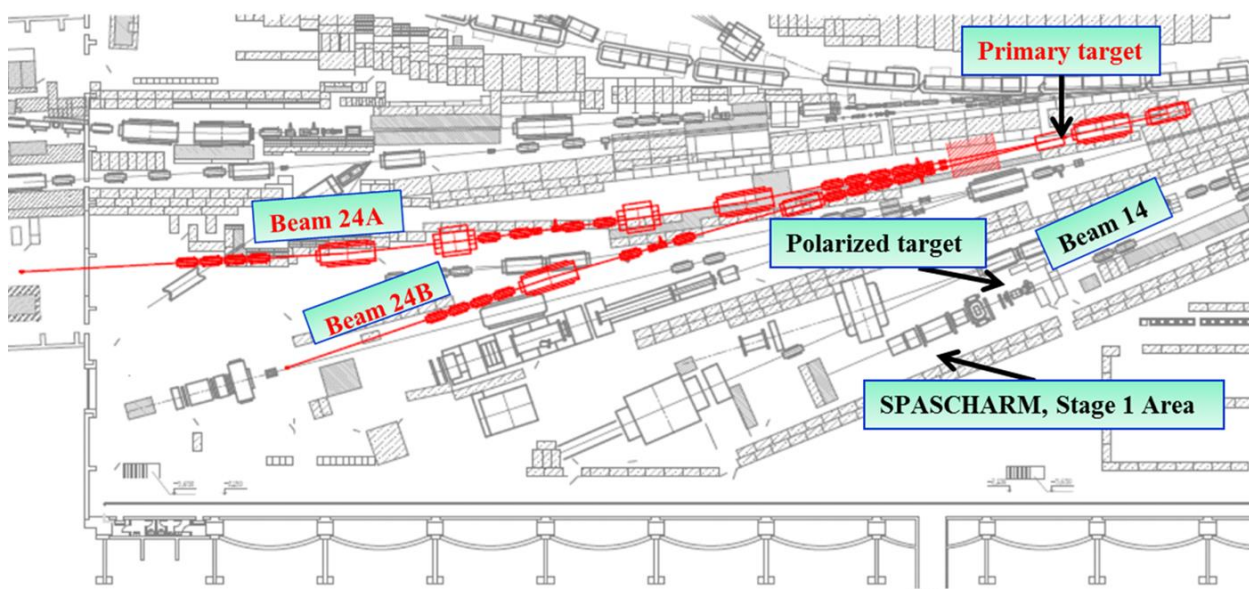 Primary target
Beam 24A
Polarized target
Beam 14
Beam 24B
SPASCHARM, Stage 1 Area